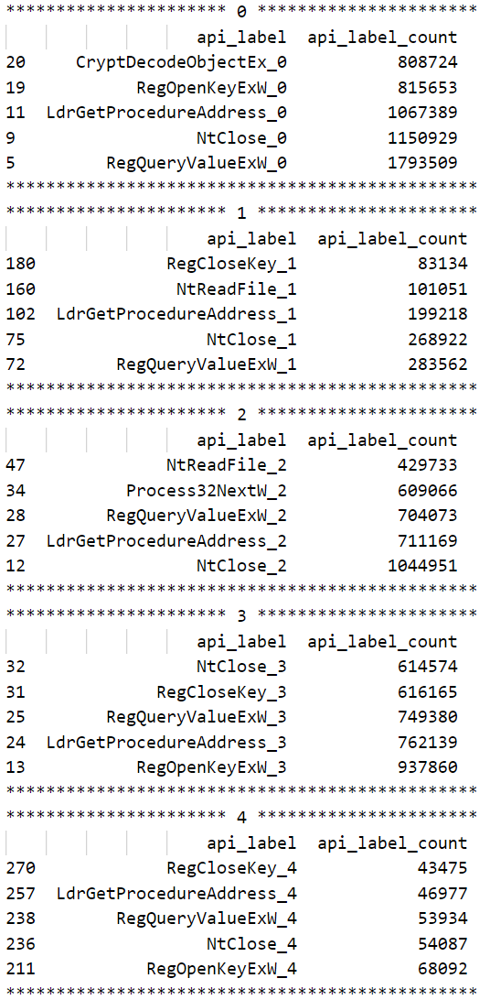 ********************** 0 **********************
api_label api_label_count
20 CryptDecodeObjectEx_0 808724
19 RegOpenKeyExW_0 815653
11 LdrGetProcedureAddress_0 1067389
9 NtClose_0 1150929
5 RegQueryValueExW_0 1793509
***********************************************
********************** 1 **********************
api_label api_label_count
180 RegCloseKey_1 83134
160 NtReadFile_1 101051
102 LdrGetProcedureAddress_1 199218
75 NtClose_1 268922
72 RegQueryValueExW_1 283562
***********************************************
********************** 2 **********************
api_label api_label_count
47 NtReadFile_2 429733
34 Process32NextW_2 609066
28 RegQueryValueExW_2 704073
27 LdrGetProcedureAddress_2 711169
12 NtClose_2 1044951
***********************************************
********************** 3 **********************
api_label api_label_count
32 NtClose_3 614574
31 RegCloseKey_3 616165
25 RegQueryValueExW_3 749380
24 LdrGetProcedureAddress_3 762139
13 RegOpenKeyExW_3 937860
***********************************************
********************** 4 **********************
api_label api_label_count
270 RegCloseKey_4 43475
257 LdrGetProcedureAddress_4 46977
238 RegQueryValueExW_4 53934
236 NtClose_4 54087
211 RegOpenKeyExW_4 68092
***********************************************